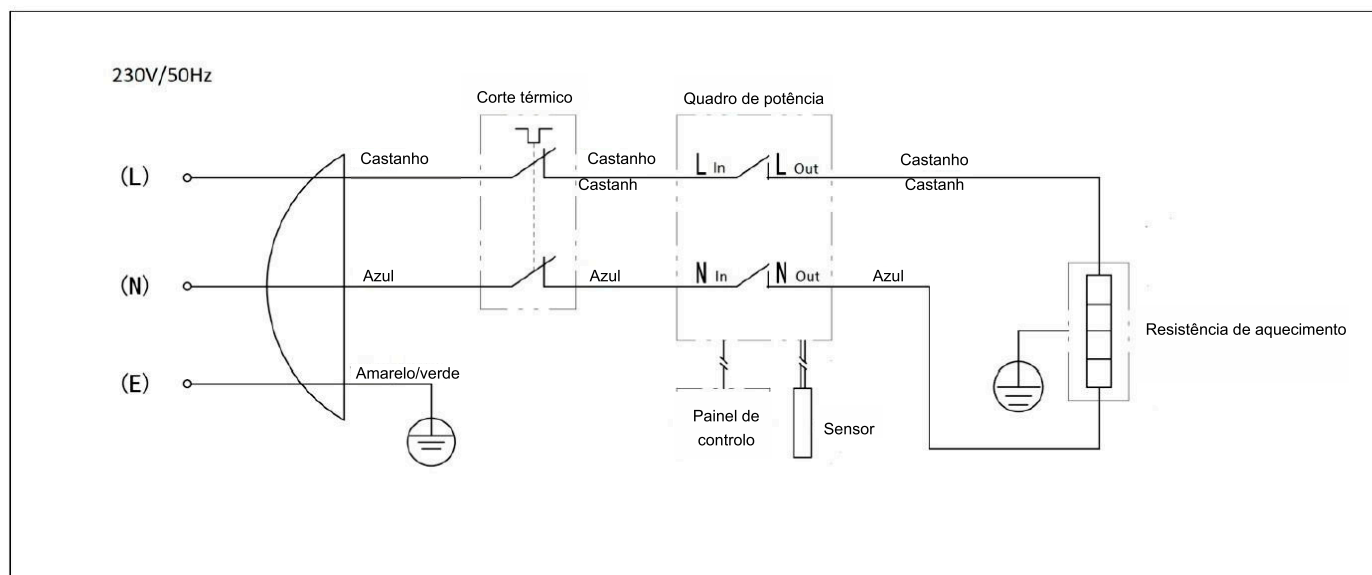 230V/50Hz
Corte térmico
Quadro de potência
(L)
Castanho
Castanho
Castanh
L In
L Out
Castanho
Castanh
(N)
Azul
Azul
N In
N Out
Azul
Resistência de aquecimento
(E)
Amarelo/verde
Painel de
controlo
Sensor